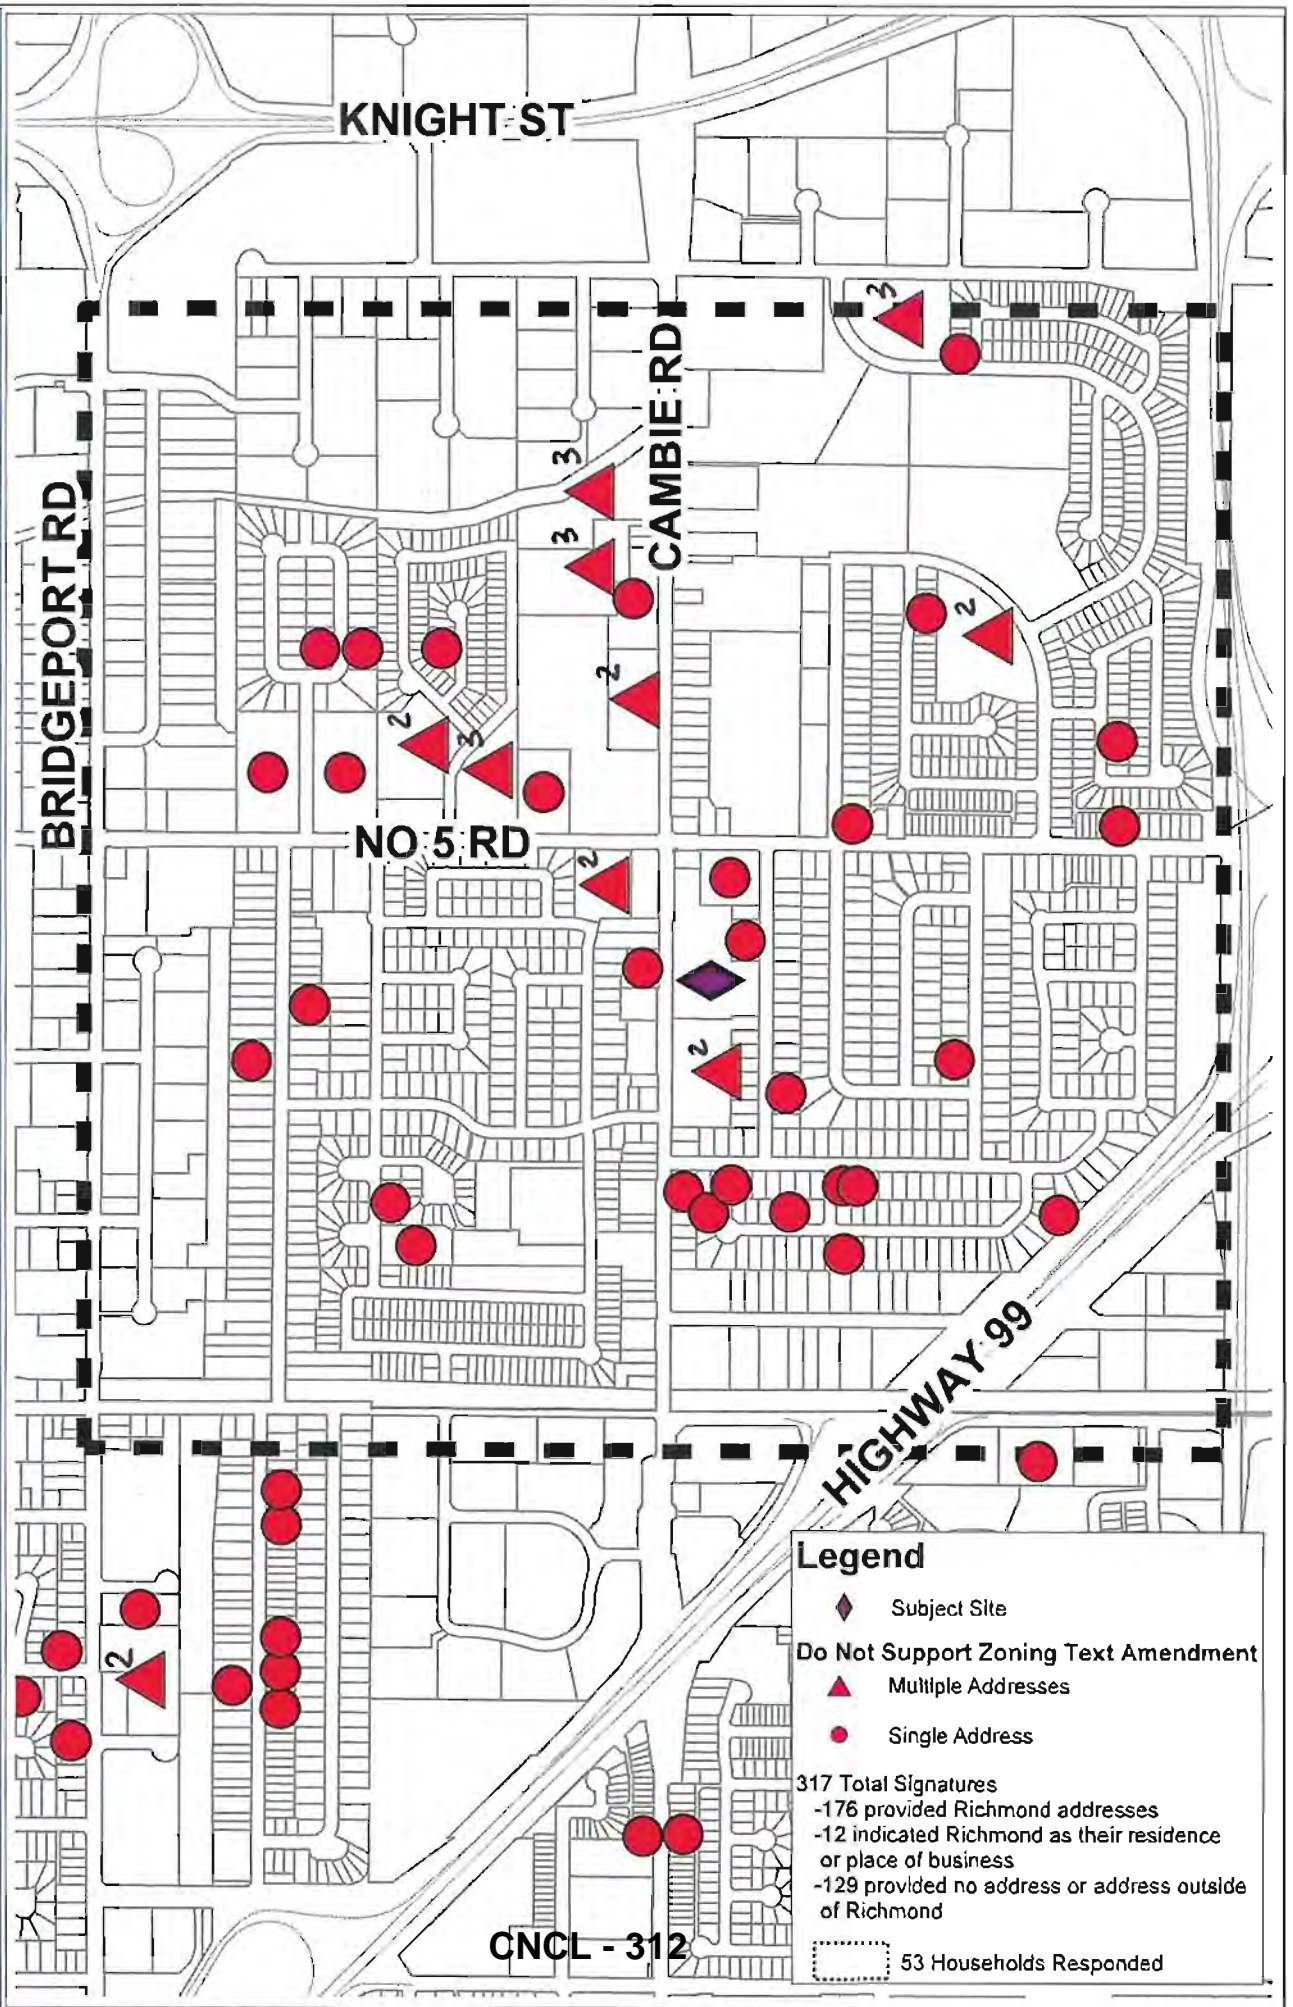 KNIGHT ST
3
CAMBIE RD
3
BRIDGEPORT RD
3
2
2
2
3
NO 5 RD
2
2
HIGHWAY 99
Legend
Subject Site
Do Not Support Zoning Text Amendment
Multiple Addresses
2
Single Address
317 Total Signatures
-176 provided Richmond addresses
-12 indicated Richmond as their residence
or place of business
-129 provided no address or address outside
of Richmond
CNCL - 312
53 Households Responded